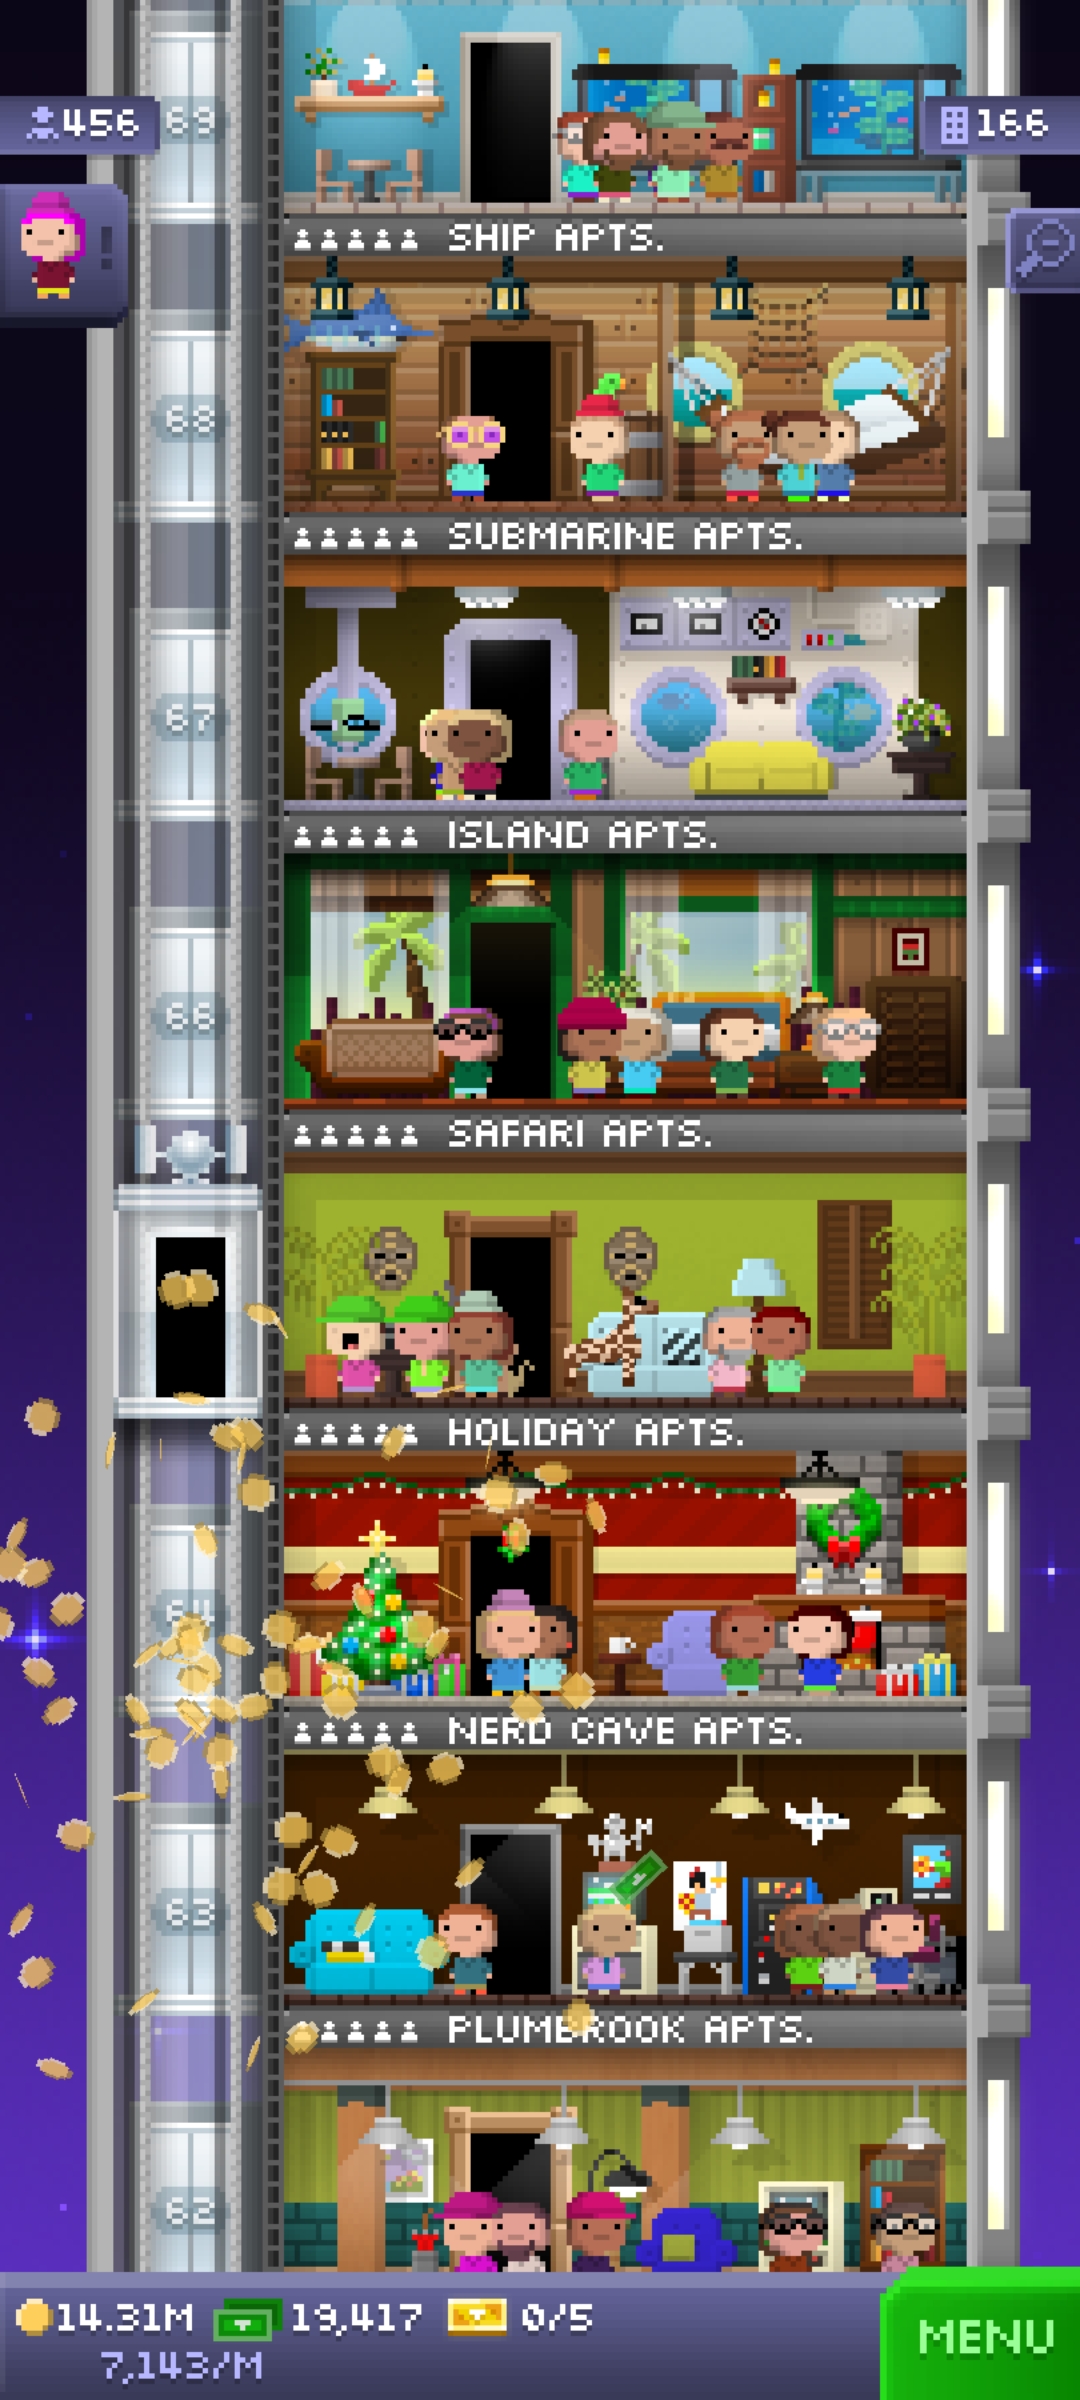 456
69
166
!
SHIP APTS.
68
SUBMARINE APTS.
67
ISLAND APTS.
66
SAFARI APTS.
HOLIDAY APTS.
64
NERD CAVE APTS.
63
PLUMBROOK APTS.
62
14.31M 19,417 0/5
7,143/M
MENU